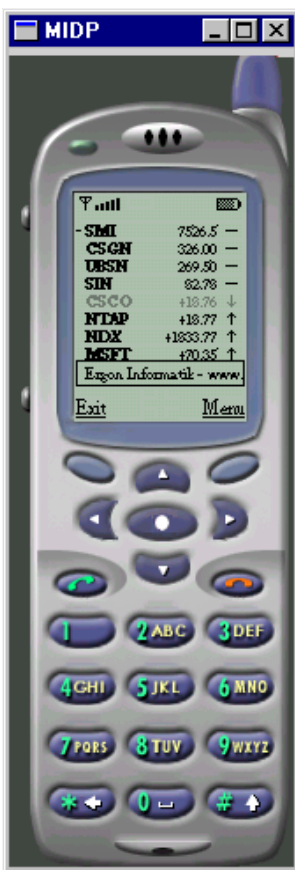 MIDP
-SMI 7526.5 —
CSGN 326.00 —
UBSN 269.50 —
SIN 82.78 —
CSCO +18.76 ↓
NTAP +18.77 ↑
NDX +1833.77 ↑
MSFT +70.35 ↑
Ergon Informatik - www.
Exit Menu
1 2 ABC 3 DEF
4 GHI 5 JKL 6 MNO
7 PQRS 8 TUV 9 WXYZ
* 0 #